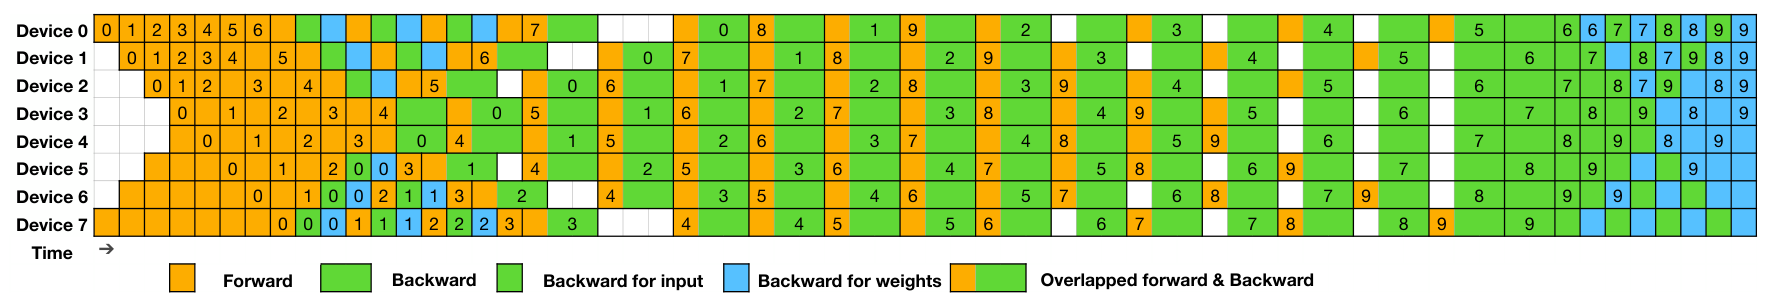 Device 0 0 1 2 3 4 5 6 7 0 8 1 9 2 3 4 5 6 6 7 7 8 8 9 9
Device 1 0 1 2 3 4 5 6 0 7 1 8 2 9 3 4 5 6 7 8 7 9 8 9
Device 2 0 1 2 3 4 5 0 6 1 7 2 8 3 9 4 5 6 7 8 7 9 8 9
Device 3 0 1 2 3 4 0 5 1 6 2 7 3 8 4 9 5 6 7 8 9 8 9
Device 4 0 1 2 3 0 4 1 5 2 6 3 7 4 8 5 9 6 7 8 9 8 9
Device 5 0 1 2 0 0 3 1 4 2 5 3 6 4 7 5 8 6 9 7 8 9 9
Device 6 0 1 0 0 2 1 1 3 2 4 3 5 4 6 5 7 6 8 7 9 8 9 9
Device 7 0 0 0 1 1 1 2 2 2 3 3 4 4 5 5 6 6 7 7 8 8 9 9
Time →
Forward Backward Backward for input Backward for weights Overlapped forward & Backward